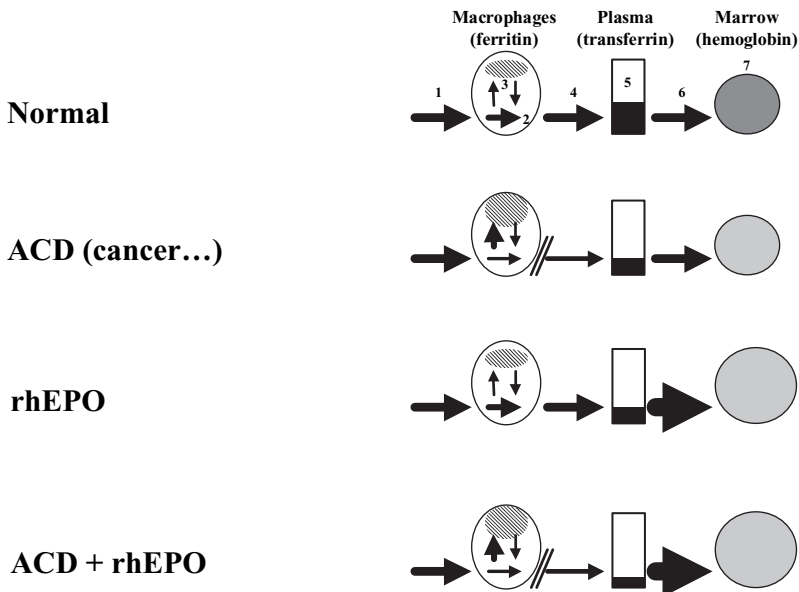 Macrophages Plasma Marrow
(ferritin) (transferrin) (hemoglobin)
7
1 3 4 5 6
2
Normal
ACD (cancer…)
rhEPO
ACD + rhEPO